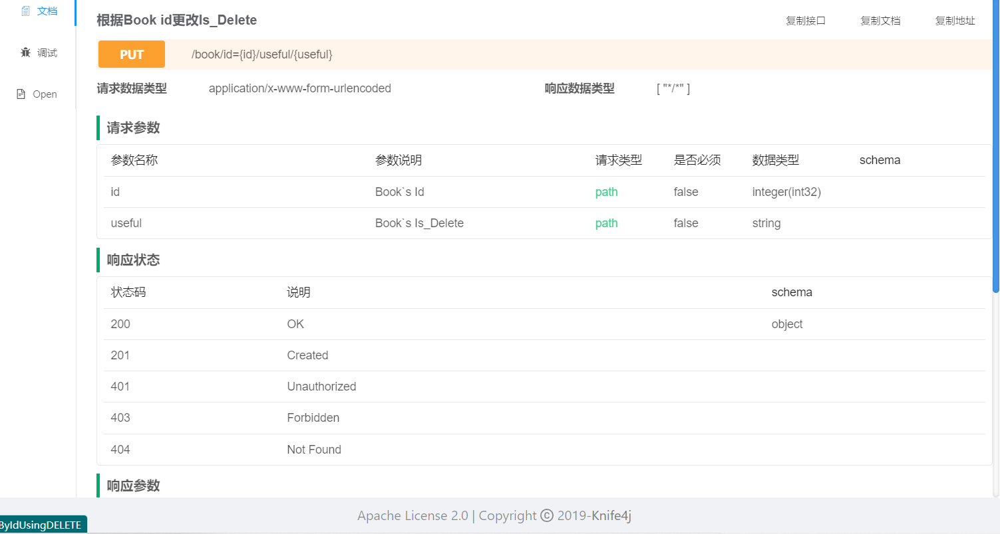 文档
调试
Open
根据Book id更改Is_Delete 复制接口 复制文档 复制地址
PUT /book/id={id}/useful/{useful}
请求数据类型 application/x-www-form-urlencoded 响应数据类型 [ "*/*" ]
请求参数
参数名称 参数说明 请求类型 是否必须 数据类型 schema
id Book`s Id path false integer(int32)
useful Book`s Is_Delete path false string
响应状态
状态码 说明 schema
200 OK object
201 Created
401 Unauthorized
403 Forbidden
404 Not Found
响应参数
Apache License 2.0 | Copyright © 2019-Knife4j
ByIdUsingDELETE